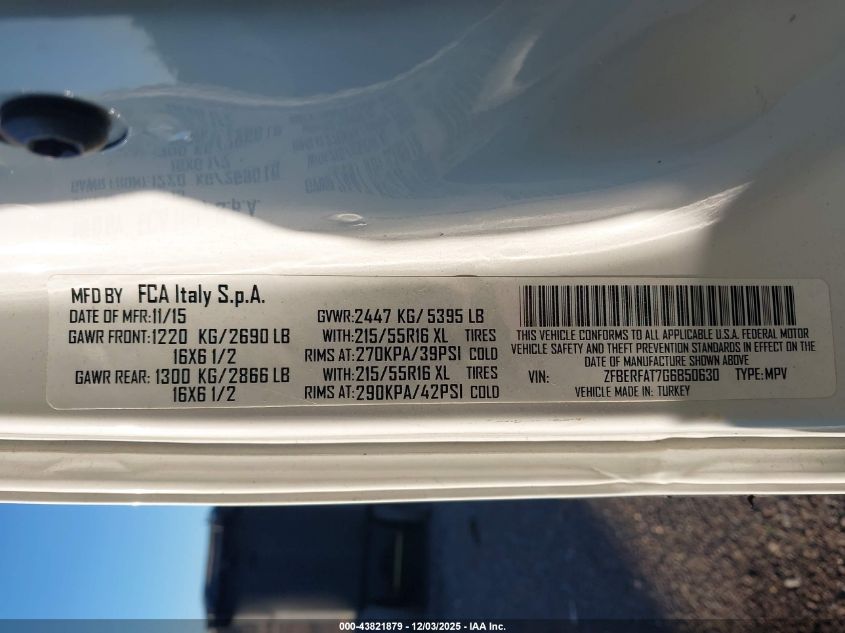 MFD BY FCA Italy S.p.A.
DATE OF MFR:11/15
GAWR FRONT:1220 KG/2690 LB
16X6 1/2
GAWR REAR: 1300 KG/2866 LB
16X6 1/2
GVWR:2447 KG/ 5395 LB
WITH:215/55R16 XL TIRES
RIMS AT:270KPA/39PSI COLD
WITH:215/55R16 XL TIRES
RIMS AT:290KPA/42PSI COLD
THIS VEHICLE CONFORMS TO ALL APPLICABLE U.S.A. FEDERAL MOTOR
VEHICLE SAFETY AND THEFT PREVENTION STANDARDS IN EFFECT ON THE
DATE OF MANUFACTURE SHOWN ABOVE
VIN: ZFBERFAT7G6B50630 TYPE:MPV
VEHICLE MADE IN: TURKEY
000-43821879 - 12/03/2025 - IAA Inc.